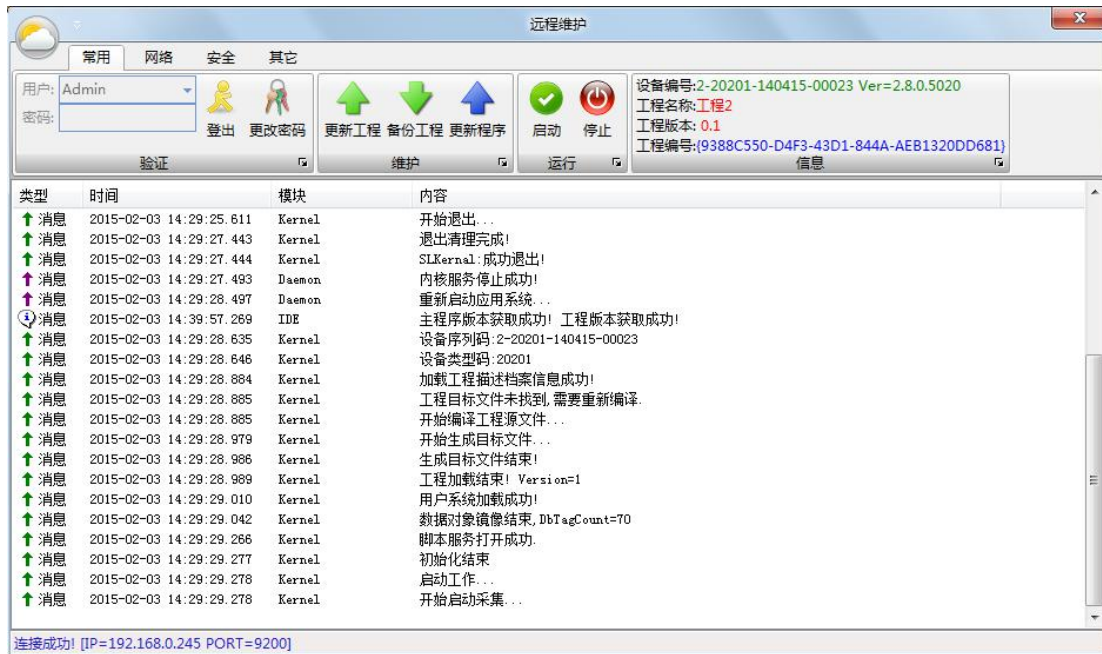 远程维护
常用 网络 安全 其它
用户: Admin
密码:
登出 更改密码
验证
更新工程 备份工程 更新程序
维护
启动 停止
运行
设备编号:2-20201-140415-00023 Ver=2.8.0.5020
工程名称:工程2
工程版本: 0.1
工程编号:{9388C550-D4F3-43D1-844A-AEB1320DD681}
信息
类型 时间 模块 内容
消息 2015-02-03 14:29:25.611 Kernel 开始退出...
消息 2015-02-03 14:29:27.443 Kernel 退出清理完成!
消息 2015-02-03 14:29:27.444 Kernel SLKernal:成功退出!
消息 2015-02-03 14:29:27.493 Daemon 内核服务停止成功!
消息 2015-02-03 14:29:28.497 Daemon 重新启动应用系统...
消息 2015-02-03 14:39:57.269 IDE 主程序版本获取成功! 工程版本获取成功!
消息 2015-02-03 14:29:28.635 Kernel 设备序列码:2-20201-140415-00023
消息 2015-02-03 14:29:28.646 Kernel 设备类型码:20201
消息 2015-02-03 14:29:28.884 Kernel 加载工程描述档案信息成功!
消息 2015-02-03 14:29:28.885 Kernel 工程目标文件未找到,需要重新编译.
消息 2015-02-03 14:29:28.885 Kernel 开始编译工程源文件...
消息 2015-02-03 14:29:28.979 Kernel 开始生成目标文件...
消息 2015-02-03 14:29:28.986 Kernel 生成目标文件结束!
消息 2015-02-03 14:29:28.989 Kernel 工程加载结束! Version=1
消息 2015-02-03 14:29:29.010 Kernel 用户系统加载成功!
消息 2015-02-03 14:29:29.042 Kernel 数据对象镜像结束,DbTagCount=70
消息 2015-02-03 14:29:29.266 Kernel 脚本服务打开成功.
消息 2015-02-03 14:29:29.277 Kernel 初始化结束
消息 2015-02-03 14:29:29.278 Kernel 启动工作...
消息 2015-02-03 14:29:29.278 Kernel 开始启动采集...
连接成功! [IP=192.168.0.245 PORT=9200]